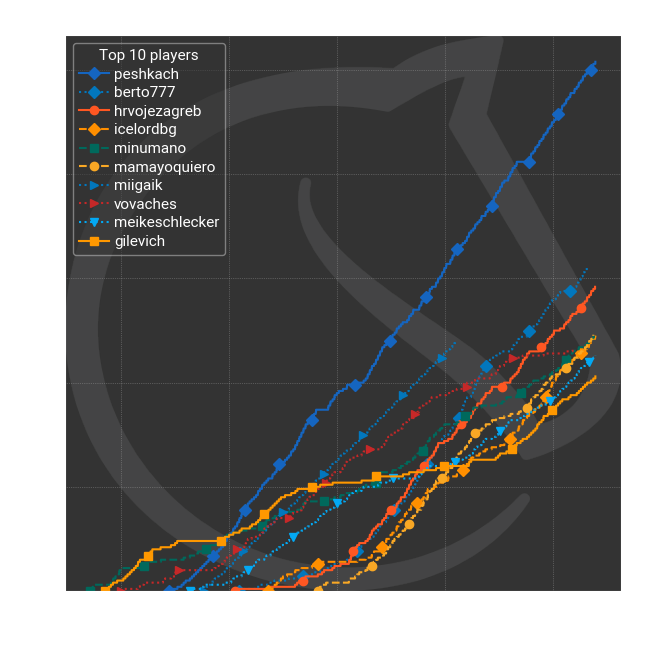 Top 10 players
peshkach
berto777
hrvojezagreb
icelordbg
minumano
mamayoquiero
miigaik
vovaches
meikeschlecker
gilevich